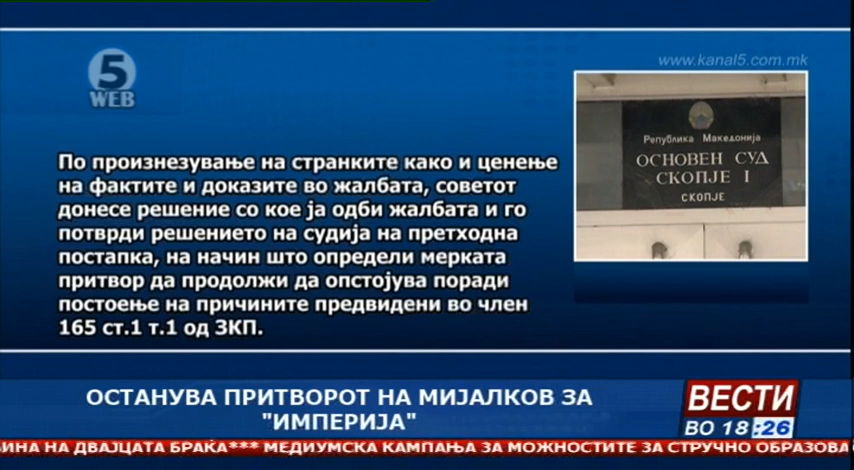 5
WEB
www.kanal5.com.mk
Република Македонија
ОСНОВЕН СУД
СКОПЈЕ I
СКОПЈЕ
По произнезување на странките како и ценење
на фактите и доказите во жалбата, советот
донесе решение со кое ја одби жалбата и го
потврди решението на судија на претходна
постапка, на начин што определи мерката
притвор да продолжи да опстојува поради
постоење на причините предвидени во член
165 ст.1 т.1 од ЗКП.
ОСТАНУВА ПРИТВОРОТ НА МИЈАЛКОВ ЗА
"ИМПЕРИЈА"
ВЕСТИ
ВО 18:26
НА ДВАЈЦАТА БРАЌА*** МЕДИУМСКА КАМПАЊА ЗА МОЖНОСТИТЕ ЗА СТРУЧНО